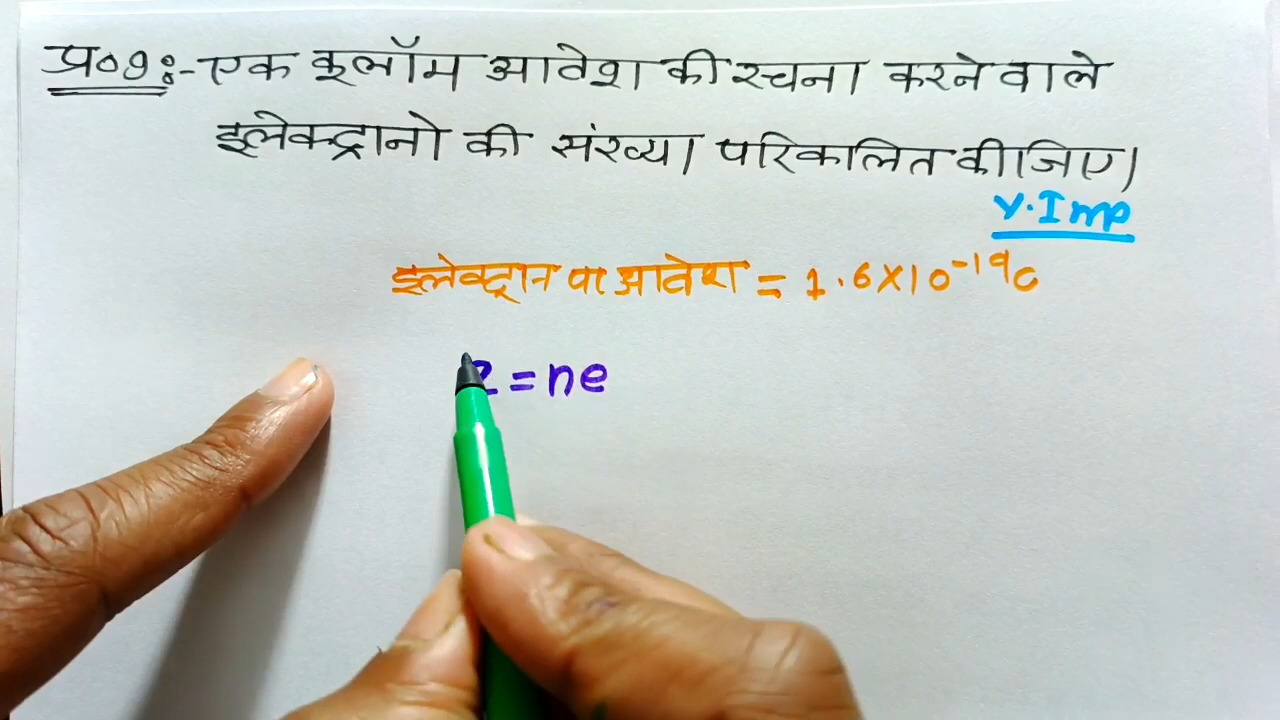 प्र०9:- एक कूलॉम आवेश की रचना करने वाले
इलेक्ट्रानो की संख्या परिकलित कीजिए।
V.Imp
इलेक्ट्रान का आवेश = 1.6×10⁻¹⁹c
= ne